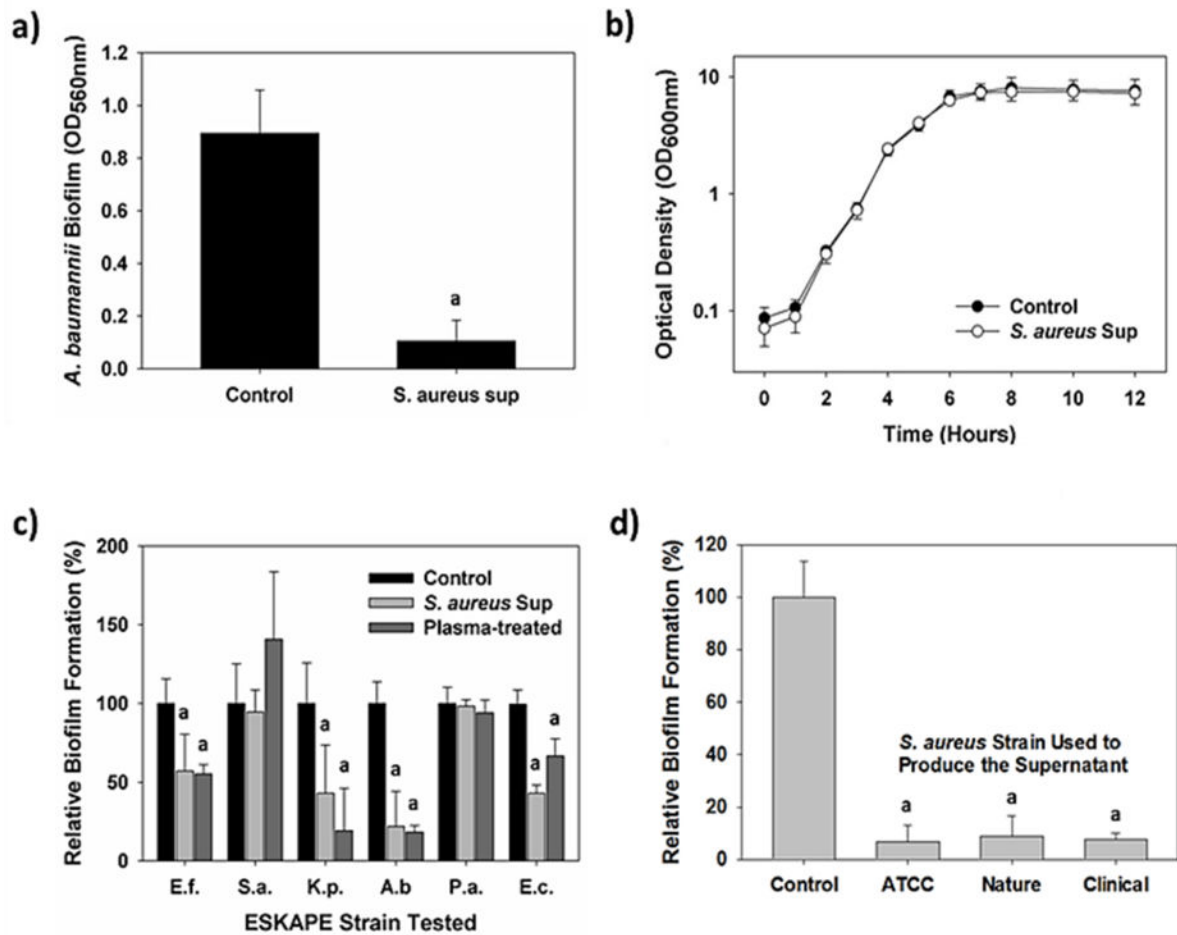 a)
A. baumannii Biofilm (OD560nm)
1.2
1.0
0.8
0.6
0.4
0.2
0.0
a
Control
S. aureus sup
b)
Optical Density (OD600nm)
10
1
0.1
Control
S. aureus Sup
0 2 4 6 8 10 12
Time (Hours)
c)
Relative Biofilm Formation (%)
200
150
100
50
0
Control
S. aureus Sup
Plasma-treated
a a a a a a a a
E.f. S.a. K.p. A.b P.a. E.c.
ESKAPE Strain Tested
d)
Relative Biofilm Formation (%)
120
100
80
60
40
20
0
S. aureus Strain Used to
Produce the Supernatant
a a a
Control ATCC Nature Clinical